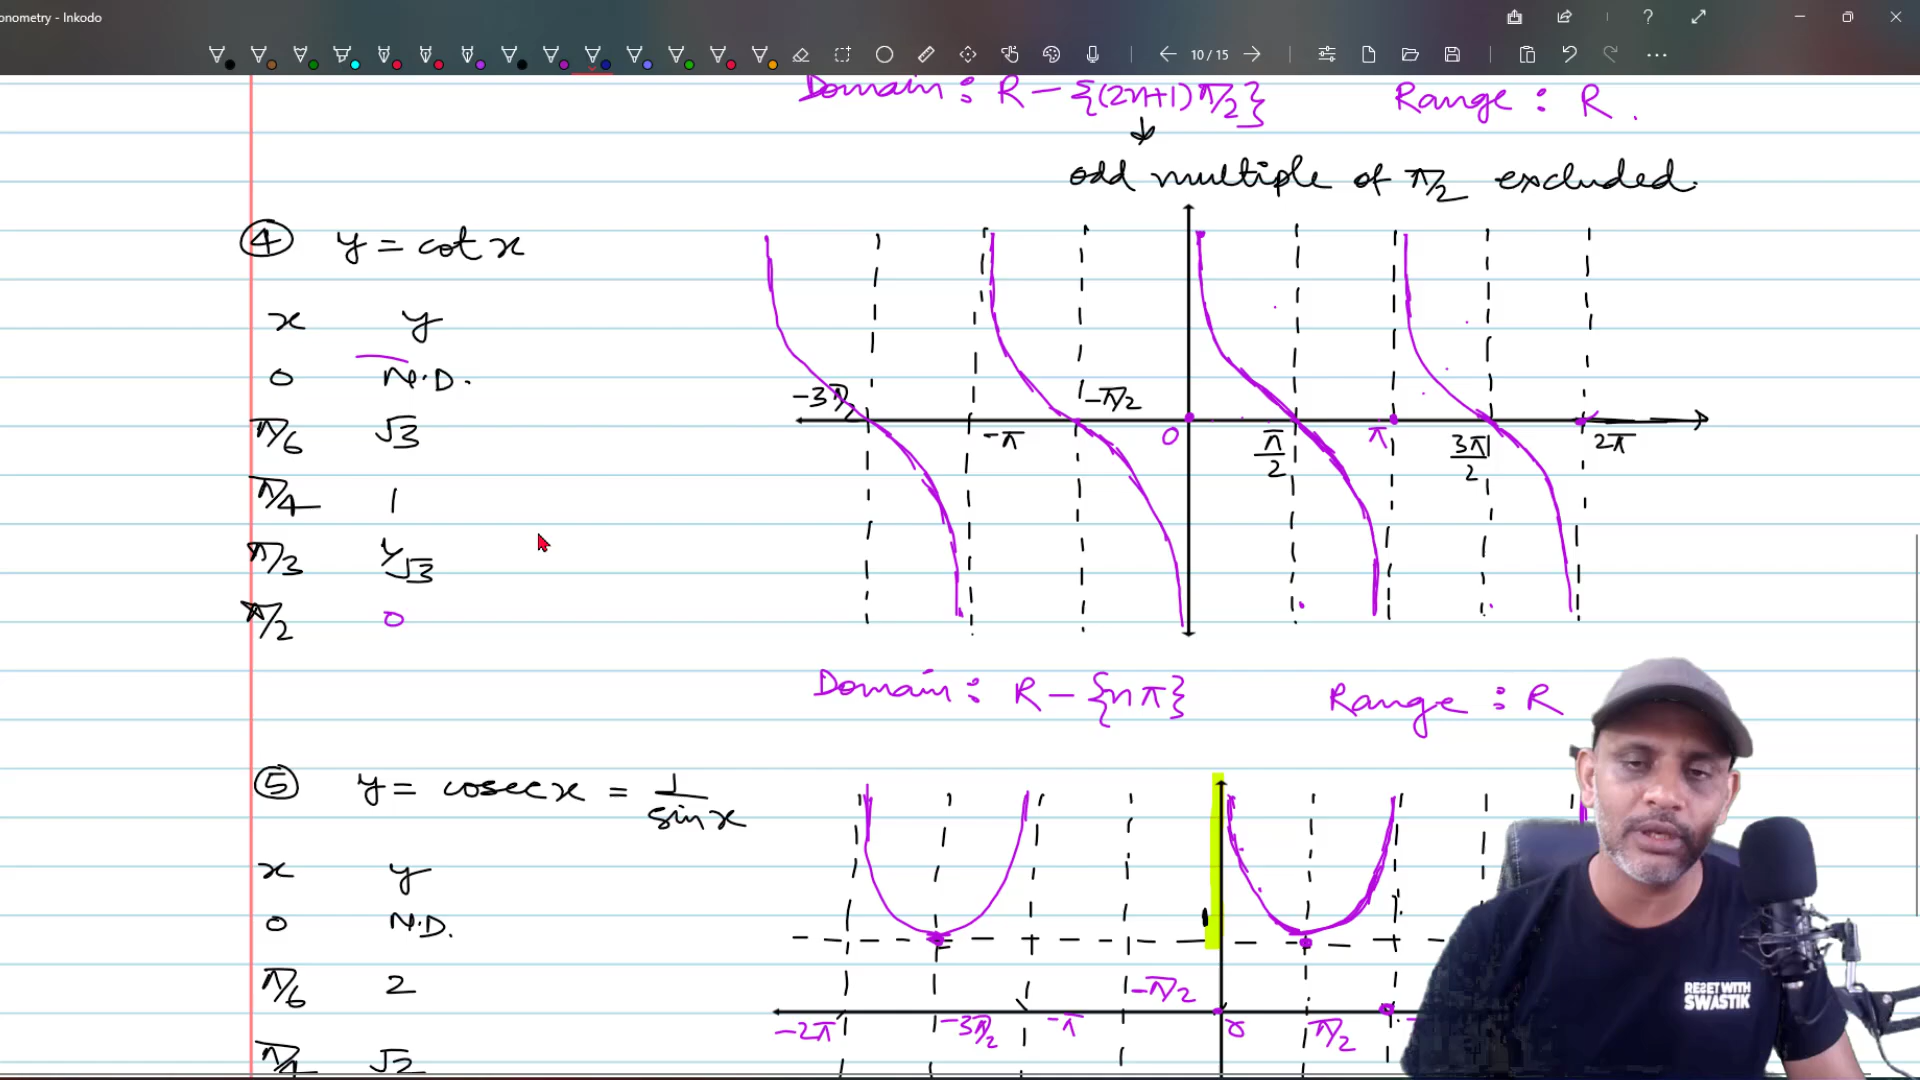 onometry - Inkodo
10 / 15
Domain : R - {(2n+1) π/2} Range : R .
↓
odd multiple of π/2 excluded.
④ y = cot x
x y
0 N.D.
π/6 √3
π/4 1
π/3 1/√3
π/2 0
-3π/2 -π -π/2 0 π/2 π 3π/2 2π
Domain : R - {nπ} Range : R
⑤ y = cosec x = 1/sin x
x y
0 N.D.
π/6 2
π/4 √2
-2π -3π/2 -π -π/2 π/2
RESET WITH
SWASTIK